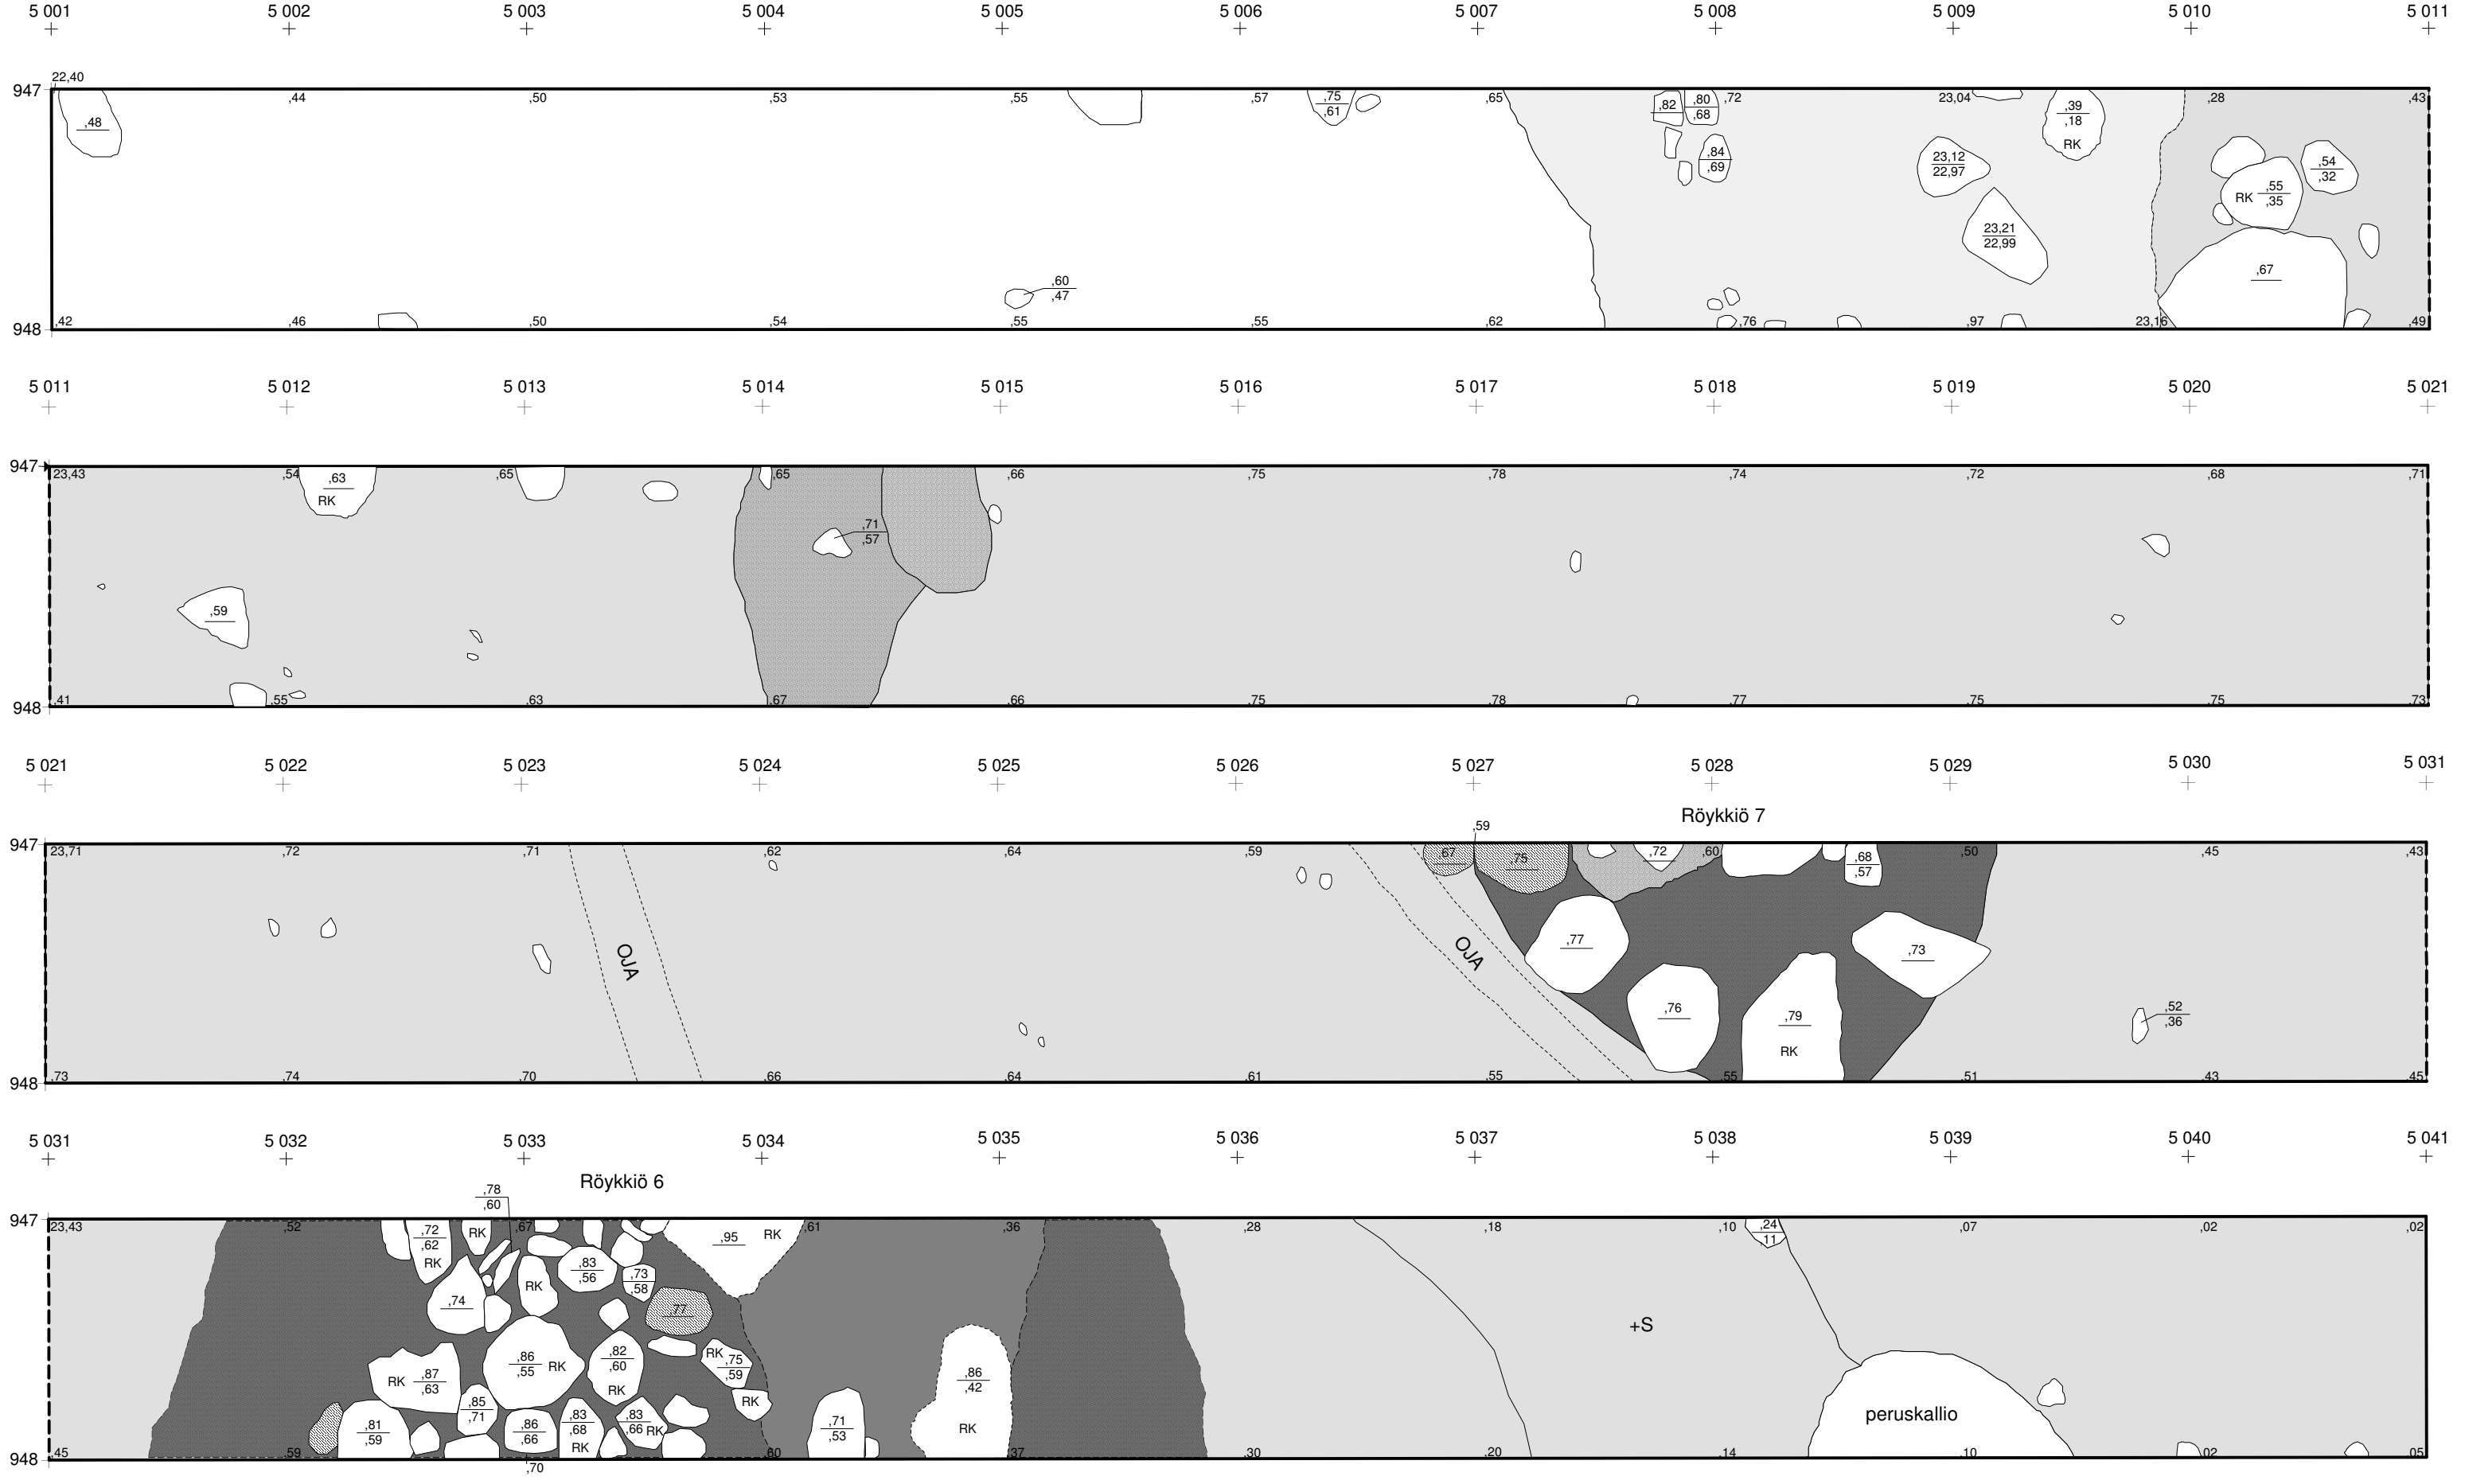 5 001 5 002 5 003 5 004 5 005 5 006 5 007 5 008 5 009 5 010 5 011
22,40
947
,44 ,50 ,53 ,55 ,57 ,75 ,65 ,82 ,80 ,72 23,04 ,39 ,28 ,43
,61 ,68 ,18
,48
RK
,84 23,12 ,54
,69 22,97 ,32
RK ,55
,35
23,21
22,99
,67
,60
,47
948
,42 ,46 ,50 ,54 ,55 ,55 ,62 ,76 ,97 23,16 ,49
5 011 5 012 5 013 5 014 5 015 5 016 5 017 5 018 5 019 5 020 5 021
947
23,43 ,54 ,63 ,65 ,65 ,66 ,75 ,78 ,74 ,72 ,68 ,71
RK
,71
,57
,59
948
,41 ,55 ,63 ,67 ,66 ,75 ,78 ,77 ,75 ,75 ,73
5 021 5 022 5 023 5 024 5 025 5 026 5 027 5 028 5 029 5 030 5 031
Röykkiö 7
,59
947
23,71 ,72 ,71 ,62 ,64 ,59 ,67 ,75 ,72 ,60 ,68 ,50 ,45 ,43
,57
OJA
OJA
,77 ,73
,76 ,79
RK
,52
,36
948
,73 ,74 ,70 ,66 ,64 ,61 ,55 ,55 ,51 ,43 ,45
5 031 5 032 5 033 5 034 5 035 5 036 5 037 5 038 5 039 5 040 5 041
Röykkiö 6
,78
,60
947
23,43 ,52 ,72 RK ,67 ,95 RK ,61 ,36 ,28 ,18 ,10 ,24 ,07 ,02 ,02
,62 ,11
RK
,83
,56
,73
,58
RK
,74 ,77
+S
,86 RK
,55
,82
,60
RK
RK ,75
,59
RK ,87
,63
RK
,86
,42
RK
,85
,71
,81
,59
,86
,66
,83
,68
RK
,83
,66 RK
,71
,53
peruskallio
948
,45 ,59 ,60 ,37 ,30 ,20 ,14 ,10 ,02 ,05
,70